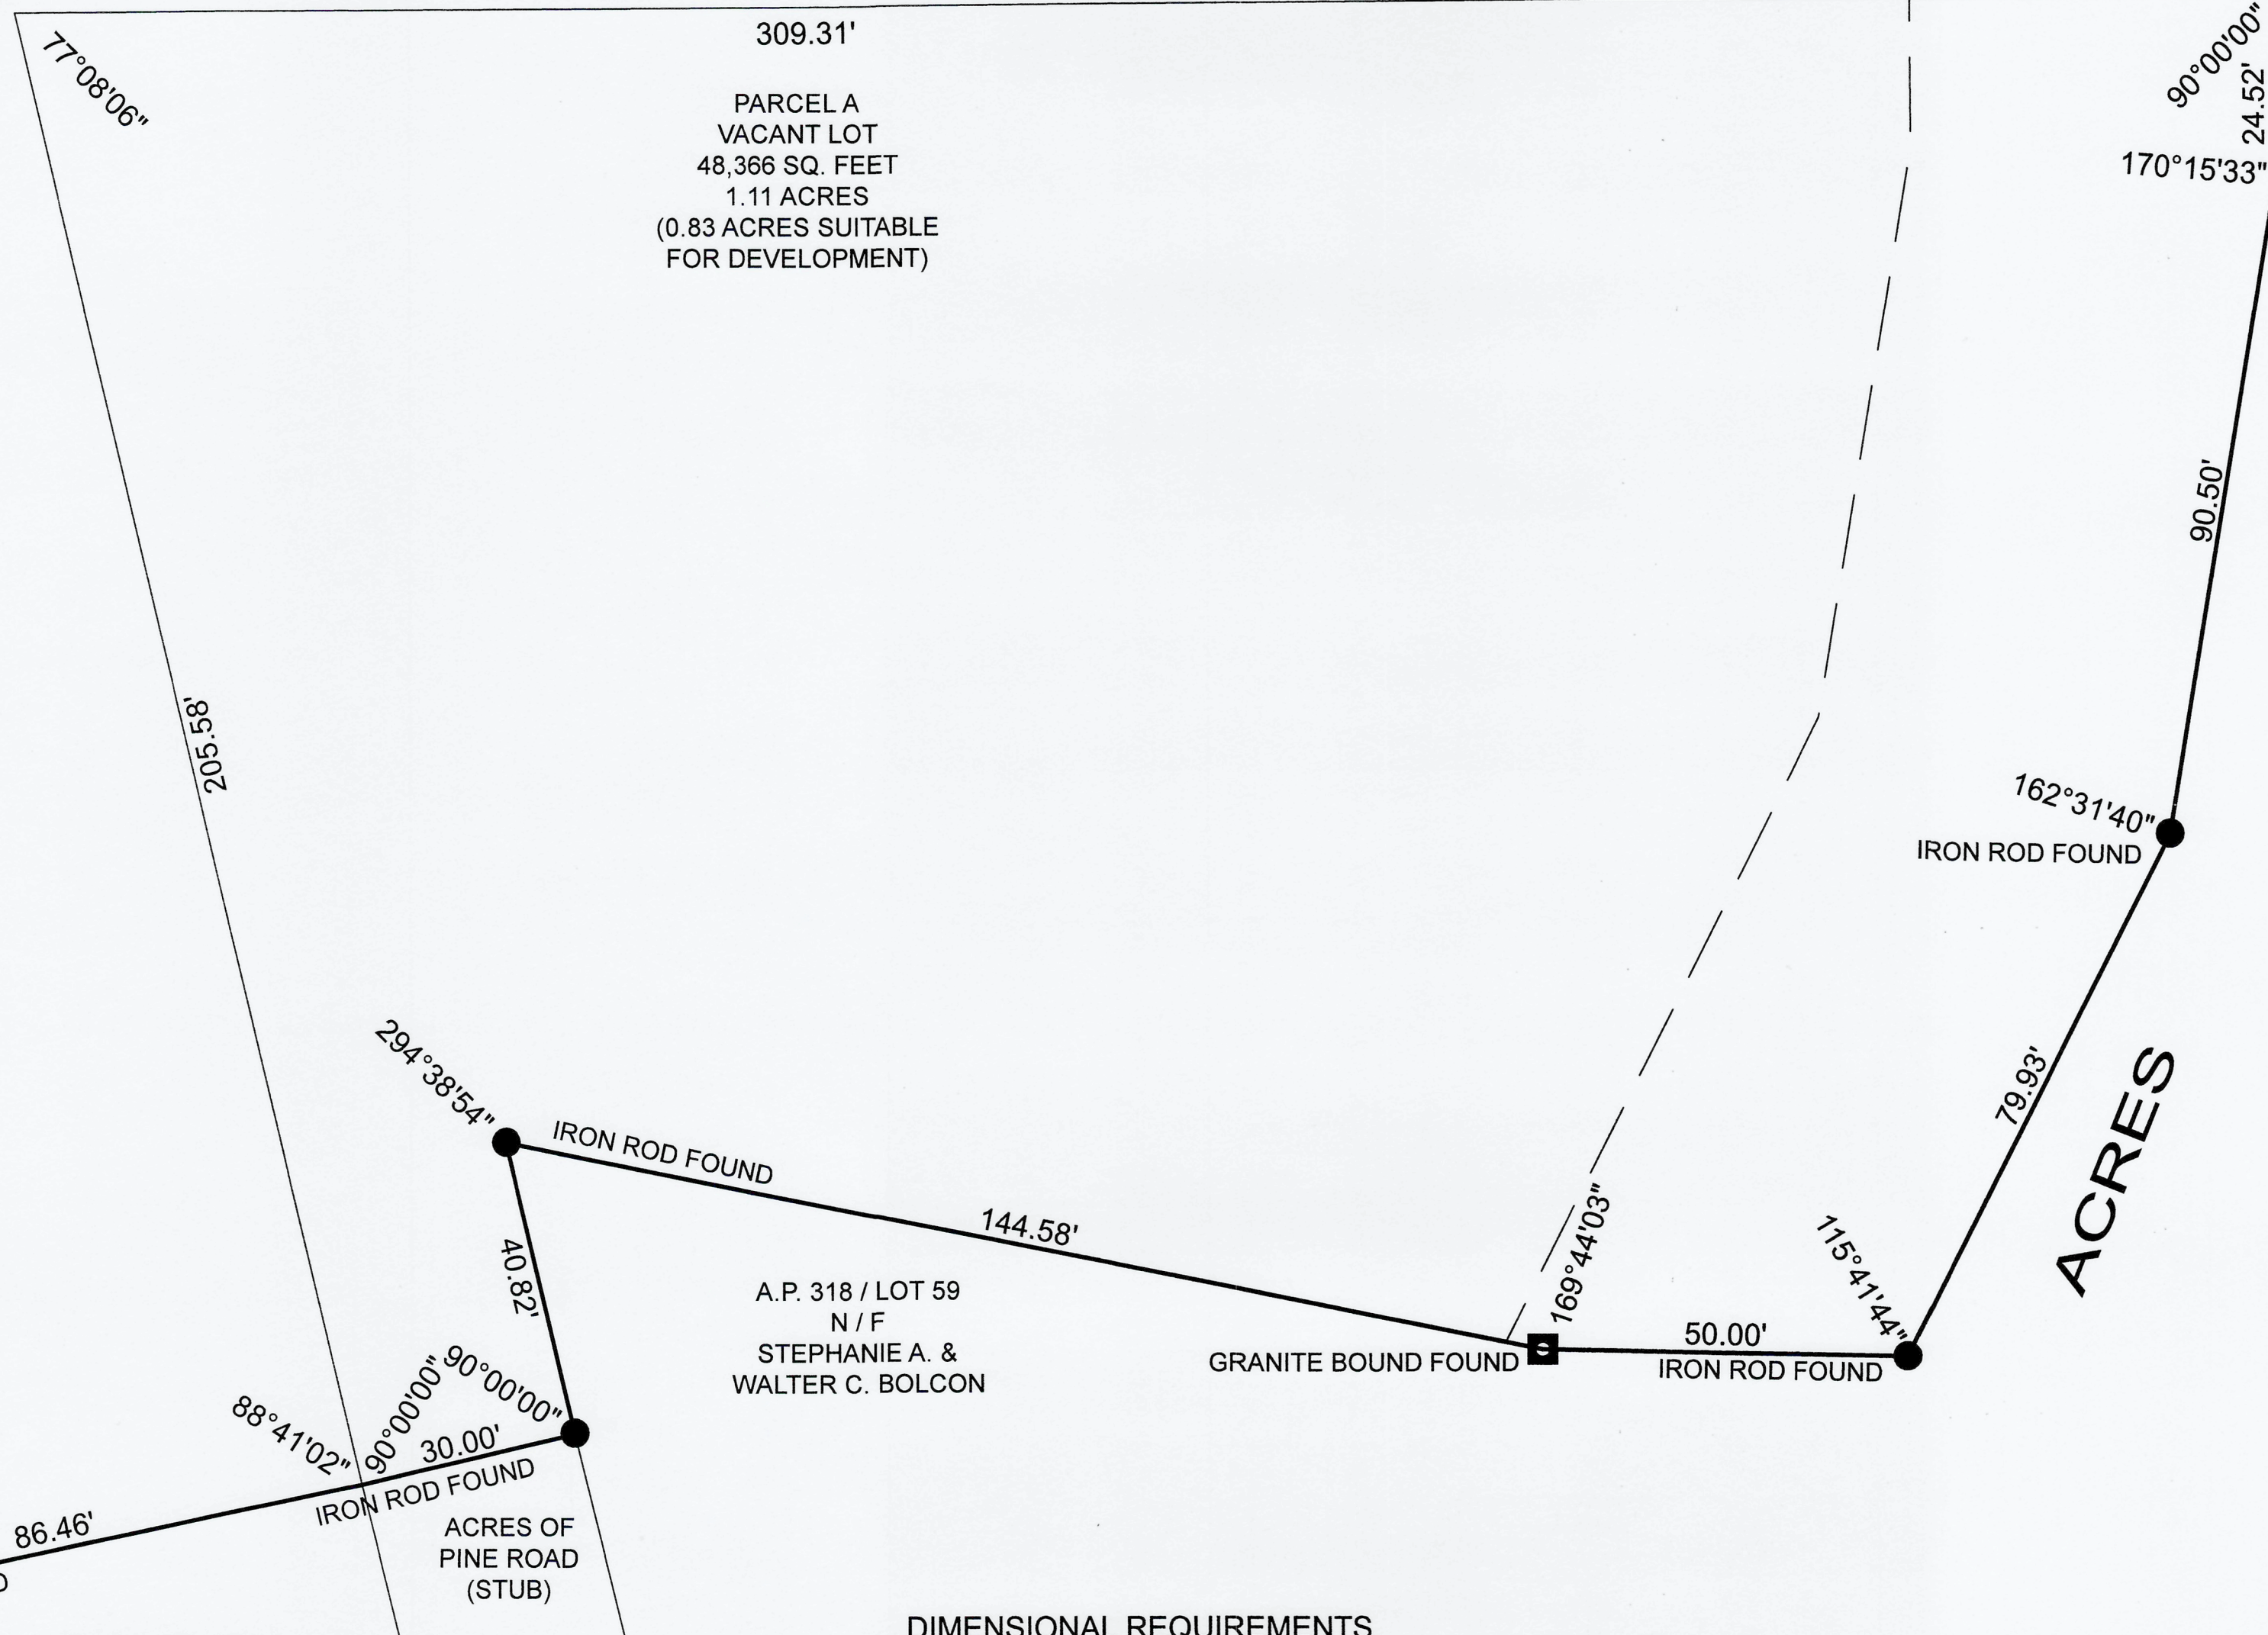 309.31'
77°08'06"
90°00'00"
24.52'
170°15'33"
PARCEL A
VACANT LOT
48,366 SQ. FEET
1.11 ACRES
(0.83 ACRES SUITABLE
FOR DEVELOPMENT)
90.50'
205.58'
162°31'40"
IRON ROD FOUND
294°38'54"
IRON ROD FOUND
79.93'
ACRES
144.58'
169°44'03"
115°41'44"
40.82'
A.P. 318 / LOT 59
N / F
STEPHANIE A. &
WALTER C. BOLCON
GRANITE BOUND FOUND
50.00'
IRON ROD FOUND
88°41'02"
90°00'00"
90°00'00"
30.00'
IRON ROD FOUND
86.46'
ACRES OF
PINE ROAD
(STUB)
DIMENSIONAL REQUIREMENTS